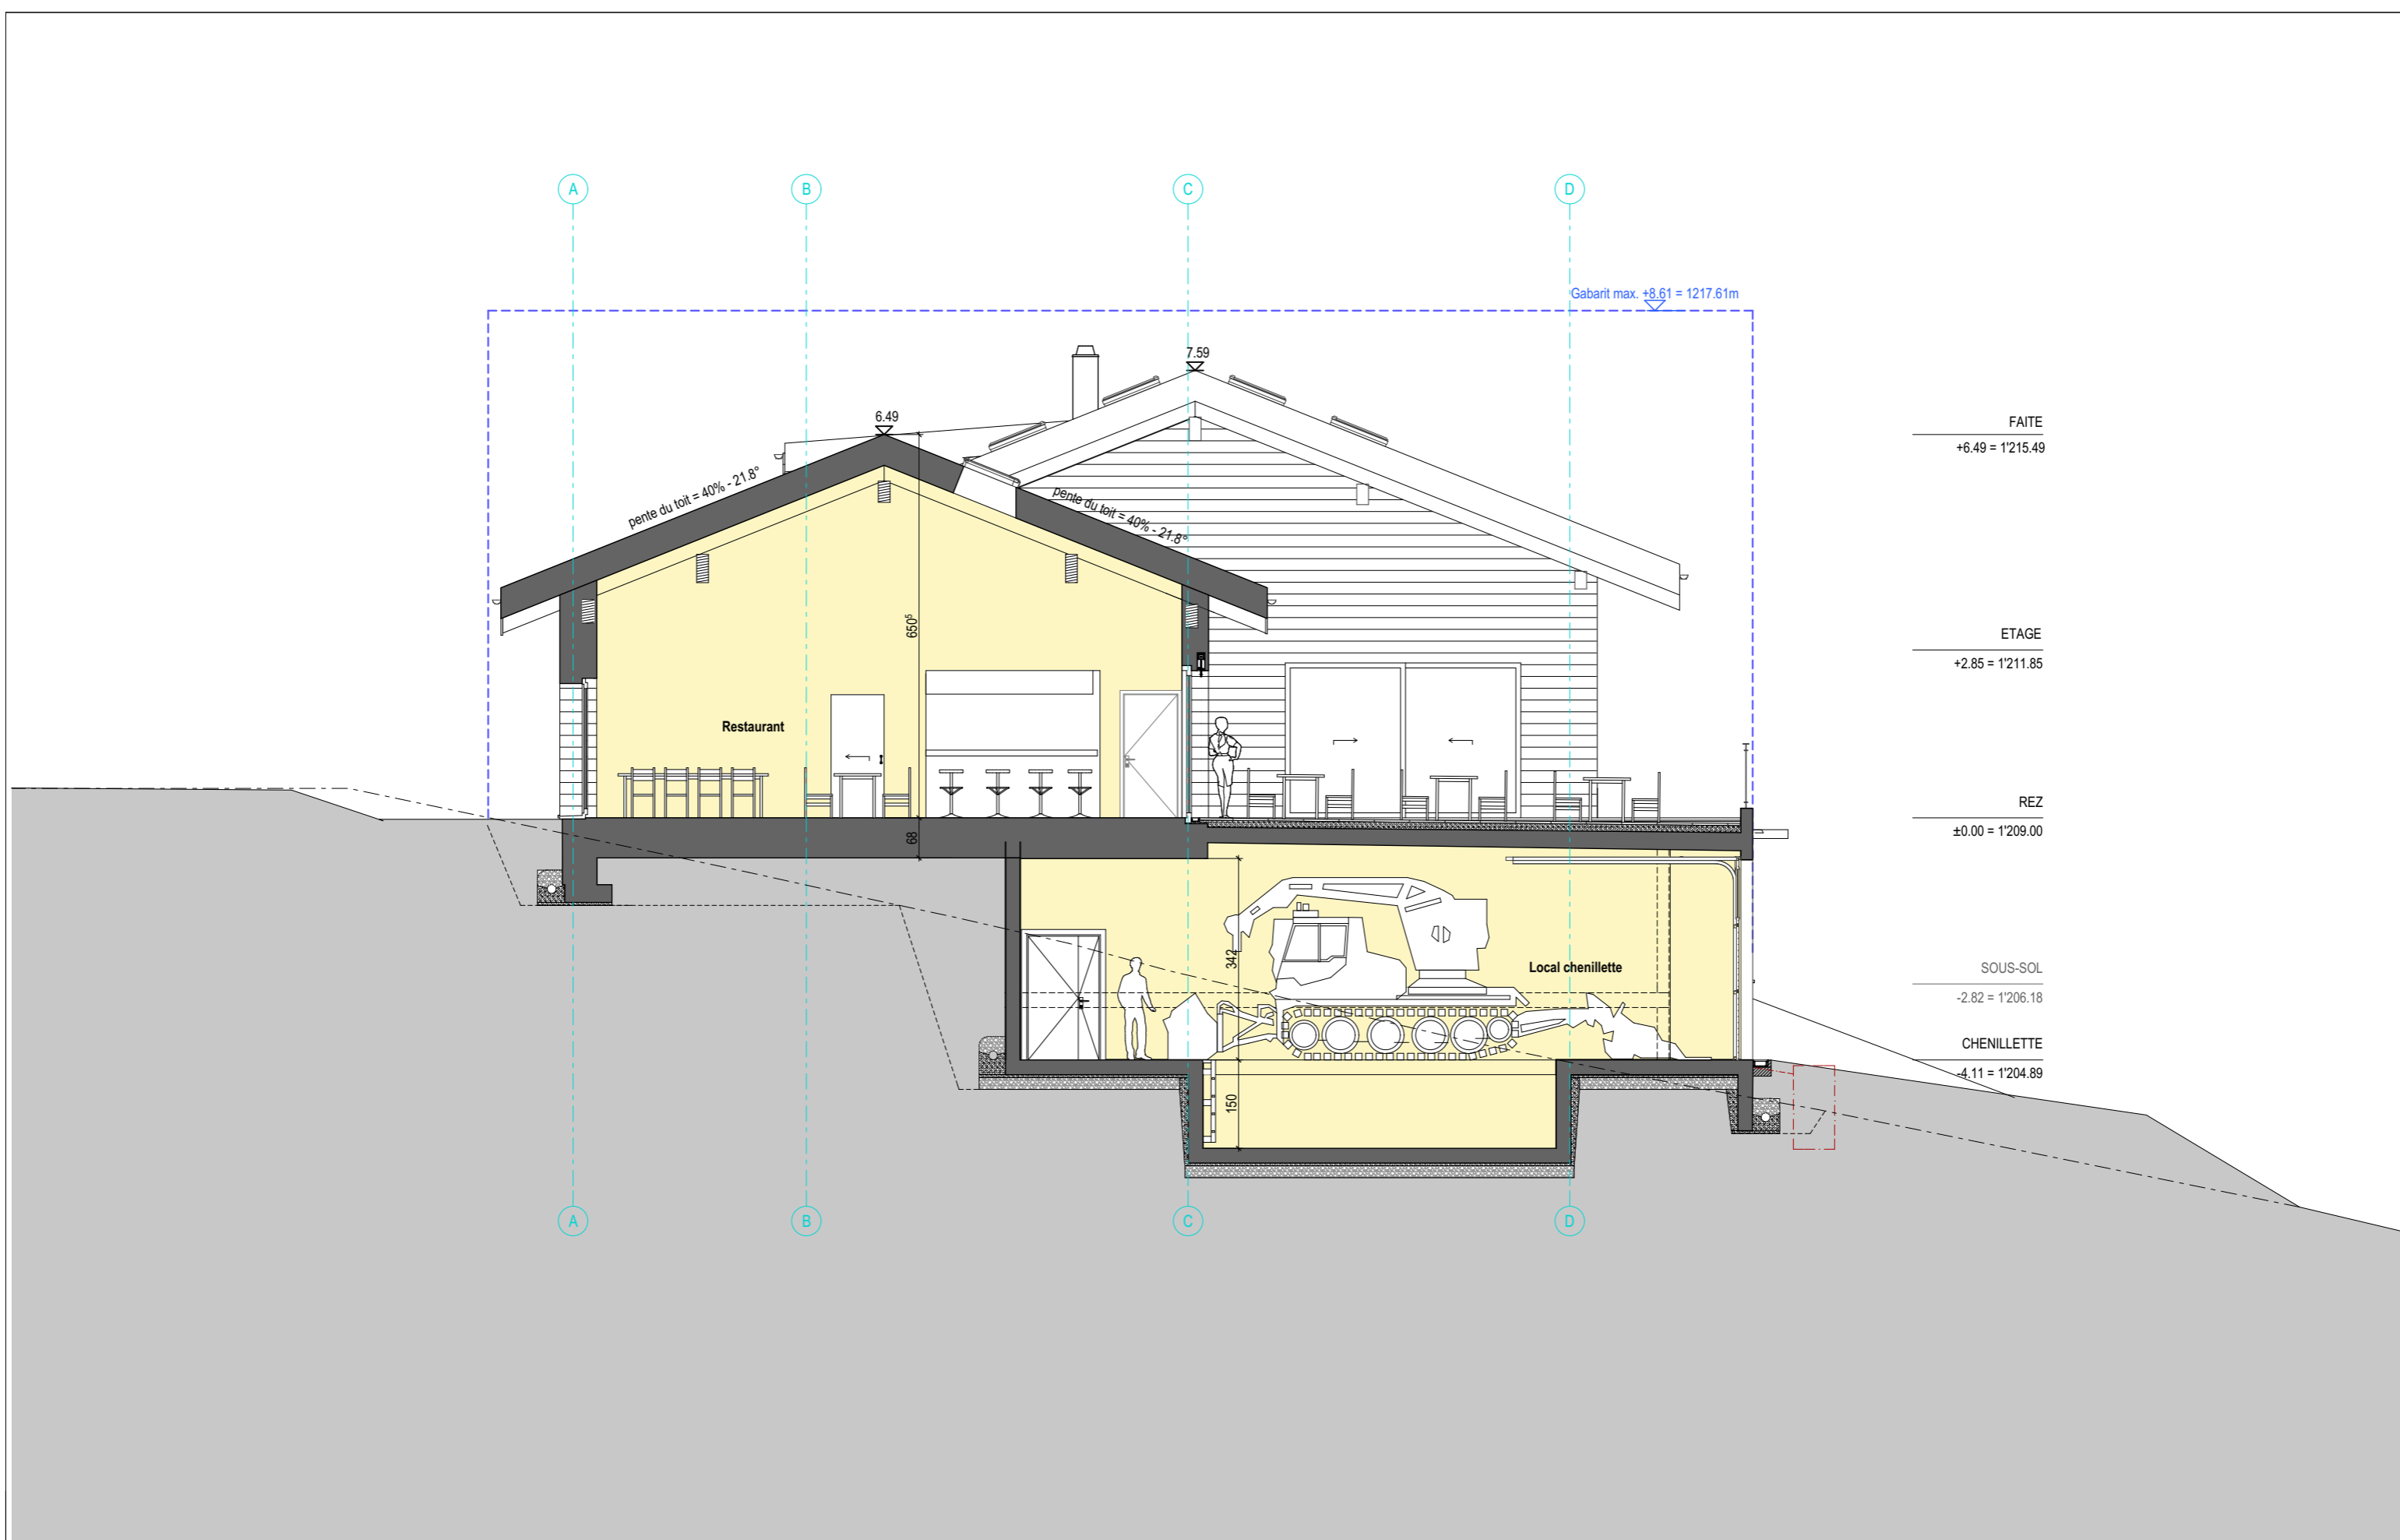 A
B
C
D
Gabarit max. +8.61 = 1217.61m
7.59
6.49
FAITE
+6.49 = 1'215.49
pente du toit = 40% - 21.8°
pente du toit = 40% - 21.8°
650⁵
ETAGE
+2.85 = 1'211.85
Restaurant
REZ
±0.00 = 1'209.00
68
342
Local chenillette
SOUS-SOL
-2.82 = 1'206.18
CHENILLETTE
-4.11 = 1'204.89
150
A
B
C
D